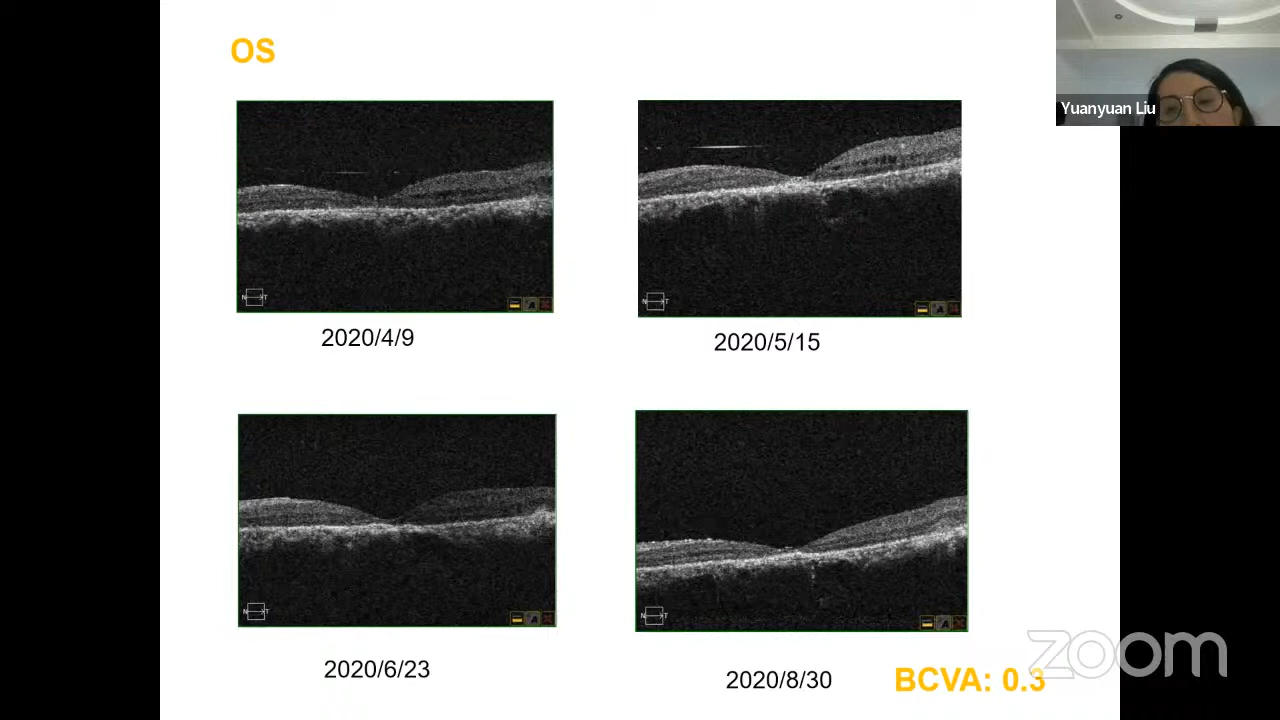 OS
Yuanyuan Liu
N T
N T
2020/4/9
2020/5/15
N T
N T
2020/6/23
2020/8/30
BCVA: 0.3
zoom